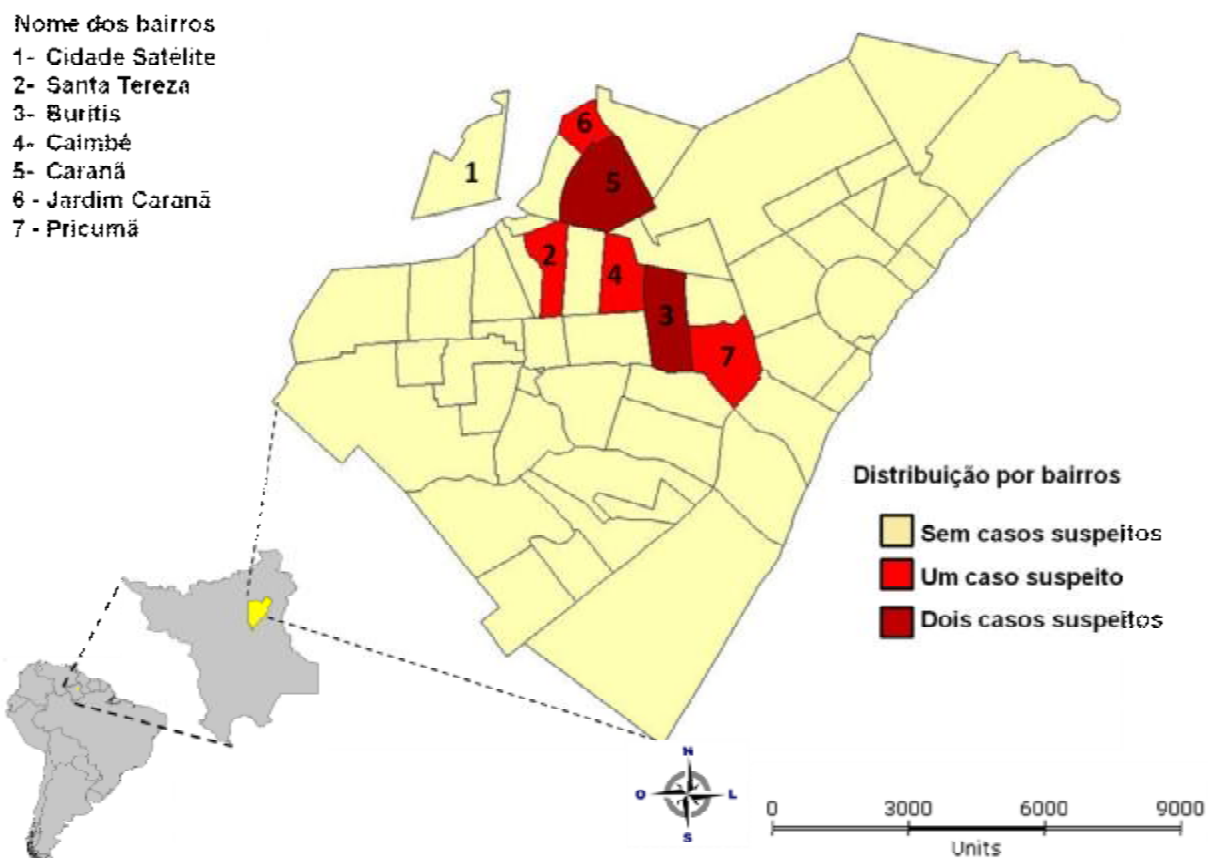 Nome dos bairros
1- Cidade Satélite
2- Santa Tereza
3- Buritis
4- Caimbé
5- Caranã
6 - Jardim Caranã
7 - Pricumã
6
1
5
2
4
3
7
Distribuição por bairros
Sem casos suspeitos
Um caso suspeito
Dois casos suspeitos
N
O L
S
0 3000 6000 9000
Units